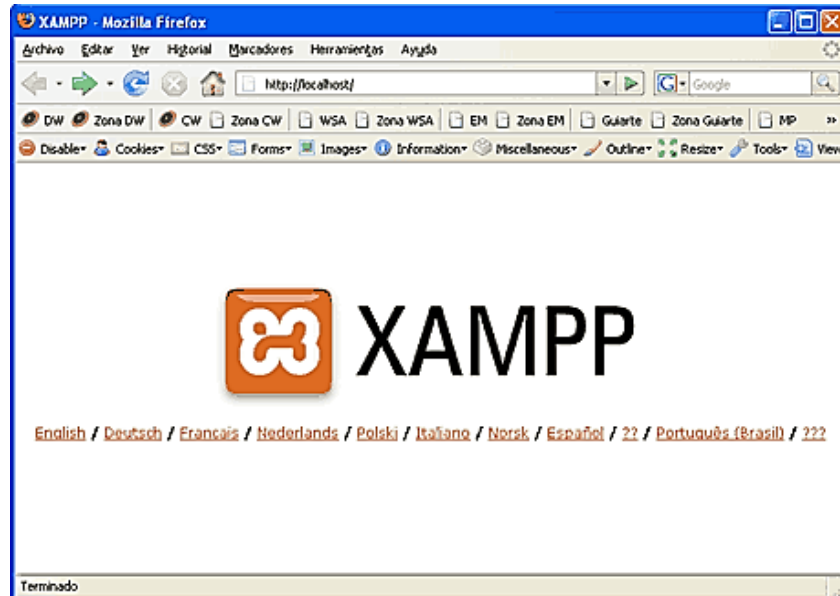 XAMPP - Mozilla Firefox
Archivo Editar Ver Historial Marcadores Herramientas Ayuda
http://localhost/ Google
DW Zona DW CW Zona CW WSA Zona WSA EM Zona EM Guiarte Zona Guiarte MP »
Disable Cookies CSS Forms Images Information Miscellaneous Outline Resize Tools View
XAMPP
English / Deutsch / Francais / Nederlands / Polski / Italiano / Norsk / Español / ?? / Português (Brasil) / ???
Terminado